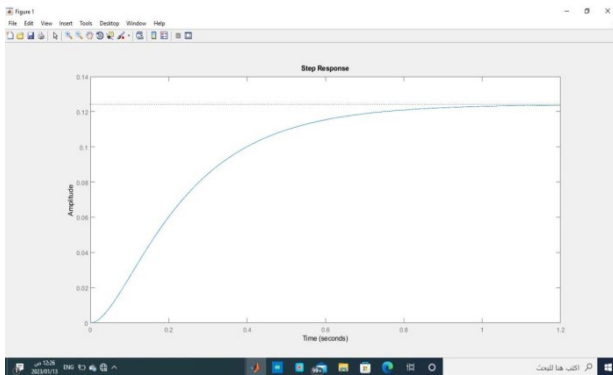 Figure 1
File Edit View Insert Tools Desktop Window Help
Step Response
0.14
0.12
0.1
0.08
0.06
0.04
0.02
0
Amplitude
0 0.2 0.4 0.6 0.8 1 1.2
Time (seconds)
12:26 ص
2023/01/13
ENG
99+
اكتب هنا للبحث